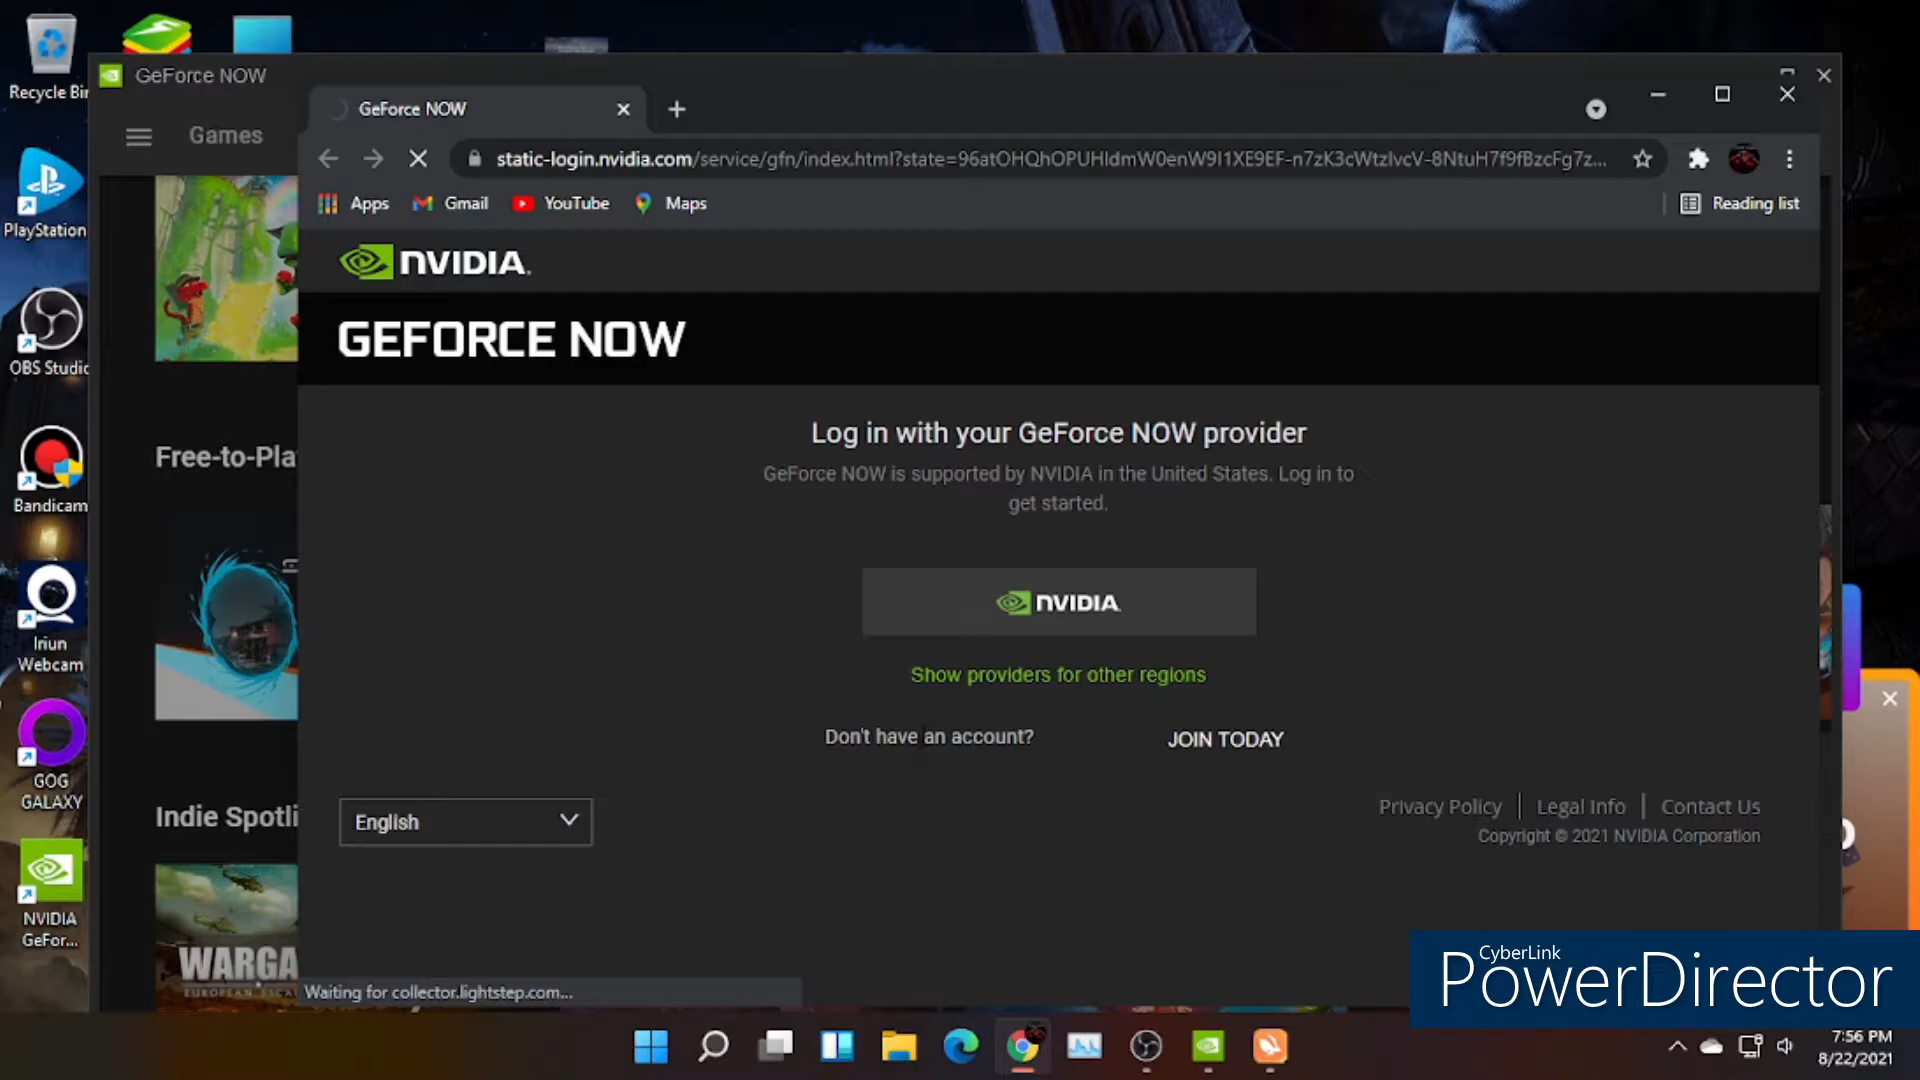 Recycle Bin
PlayStation
OBS Studio
Bandicam
Iriun
Webcam
GOG
GALAXY
NVIDIA
GeFor...
GeForce NOW
Games
Free-to-Pla
Indie Spotli
WARGA
GeForce NOW
static-login.nvidia.com/service/gfn/index.html?state=96atOHQhOPUHldmW0enW9I1XE9EF-n7zK3cWtzIvcV-8NtuH7f9fBzcFg7z...
Apps
Gmail
YouTube
Maps
Reading list
NVIDIA.
GEFORCE NOW
Log in with your GeForce NOW provider
GeForce NOW is supported by NVIDIA in the United States. Log in to
get started.
NVIDIA.
Show providers for other regions
Don't have an account?
JOIN TODAY
English
Privacy Policy
Legal Info
Contact Us
Copyright © 2021 NVIDIA Corporation
Waiting for collector.lightstep.com...
CyberLink
PowerDirector
7:56 PM
8/22/2021